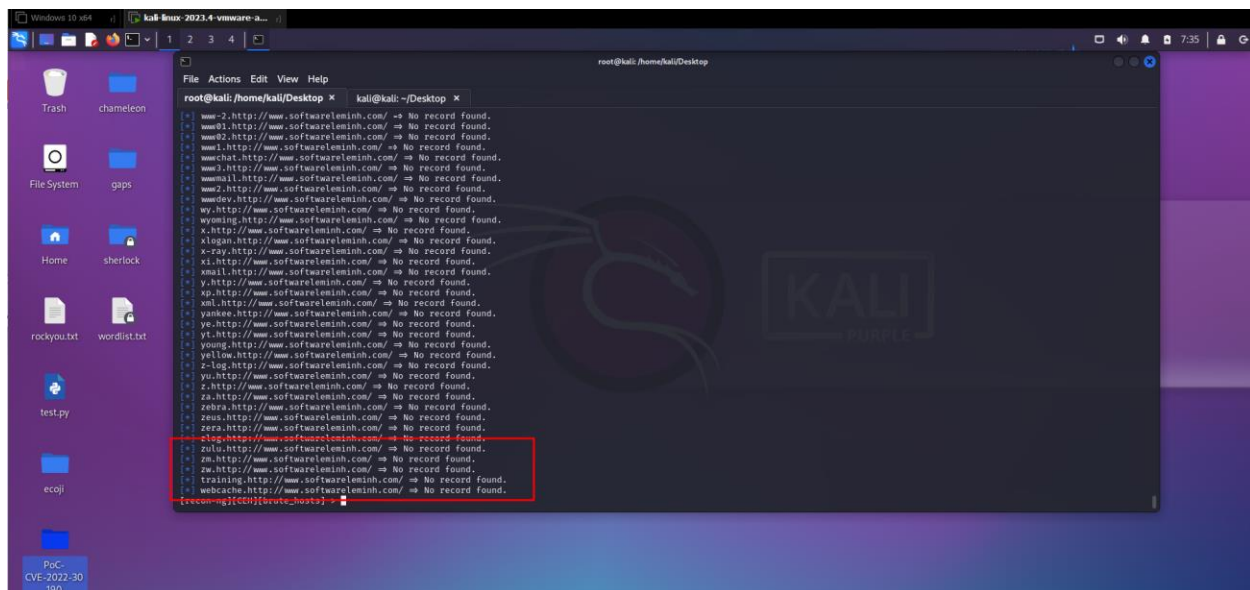 Windows 10 x64
kali-linux-2023.4-vmware-a...
1 2 3 4
7:35
root@kali: /home/kali/Desktop
File Actions Edit View Help
root@kali: /home/kali/Desktop ×
kali@kali: ~/Desktop ×
[*] www-2.http://www.softwareleminh.com/ ⇒ No record found.
[*] www01.http://www.softwareleminh.com/ ⇒ No record found.
[*] www02.http://www.softwareleminh.com/ ⇒ No record found.
[*] www1.http://www.softwareleminh.com/ ⇒ No record found.
[*] wwwchat.http://www.softwareleminh.com/ ⇒ No record found.
[*] www3.http://www.softwareleminh.com/ ⇒ No record found.
[*] wwwmail.http://www.softwareleminh.com/ ⇒ No record found.
[*] www2.http://www.softwareleminh.com/ ⇒ No record found.
[*] wwwdev.http://www.softwareleminh.com/ ⇒ No record found.
[*] wy.http://www.softwareleminh.com/ ⇒ No record found.
[*] wyoming.http://www.softwareleminh.com/ ⇒ No record found.
[*] x.http://www.softwareleminh.com/ ⇒ No record found.
[*] xlogan.http://www.softwareleminh.com/ ⇒ No record found.
[*] x-ray.http://www.softwareleminh.com/ ⇒ No record found.
[*] xi.http://www.softwareleminh.com/ ⇒ No record found.
[*] xmail.http://www.softwareleminh.com/ ⇒ No record found.
[*] y.http://www.softwareleminh.com/ ⇒ No record found.
[*] xp.http://www.softwareleminh.com/ ⇒ No record found.
[*] xml.http://www.softwareleminh.com/ ⇒ No record found.
[*] yankee.http://www.softwareleminh.com/ ⇒ No record found.
[*] ye.http://www.softwareleminh.com/ ⇒ No record found.
[*] yt.http://www.softwareleminh.com/ ⇒ No record found.
[*] young.http://www.softwareleminh.com/ ⇒ No record found.
[*] yellow.http://www.softwareleminh.com/ ⇒ No record found.
[*] z-log.http://www.softwareleminh.com/ ⇒ No record found.
[*] yu.http://www.softwareleminh.com/ ⇒ No record found.
[*] z.http://www.softwareleminh.com/ ⇒ No record found.
[*] za.http://www.softwareleminh.com/ ⇒ No record found.
[*] zebra.http://www.softwareleminh.com/ ⇒ No record found.
[*] zeus.http://www.softwareleminh.com/ ⇒ No record found.
[*] zera.http://www.softwareleminh.com/ ⇒ No record found.
[*] zlog.http://www.softwareleminh.com/ ⇒ No record found.
[*] zulu.http://www.softwareleminh.com/ ⇒ No record found.
[*] zm.http://www.softwareleminh.com/ ⇒ No record found.
[*] zw.http://www.softwareleminh.com/ ⇒ No record found.
[*] training.http://www.softwareleminh.com/ ⇒ No record found.
[*] webcache.http://www.softwareleminh.com/ ⇒ No record found.
[recon-ng][CEH][brute_hosts] >
KALI
PURPLE
Trash
chameleon
File System
gaps
Home
sherlock
rockyou.txt
wordlist.txt
test.py
ecoji
PoC-
CVE-2022-30
190